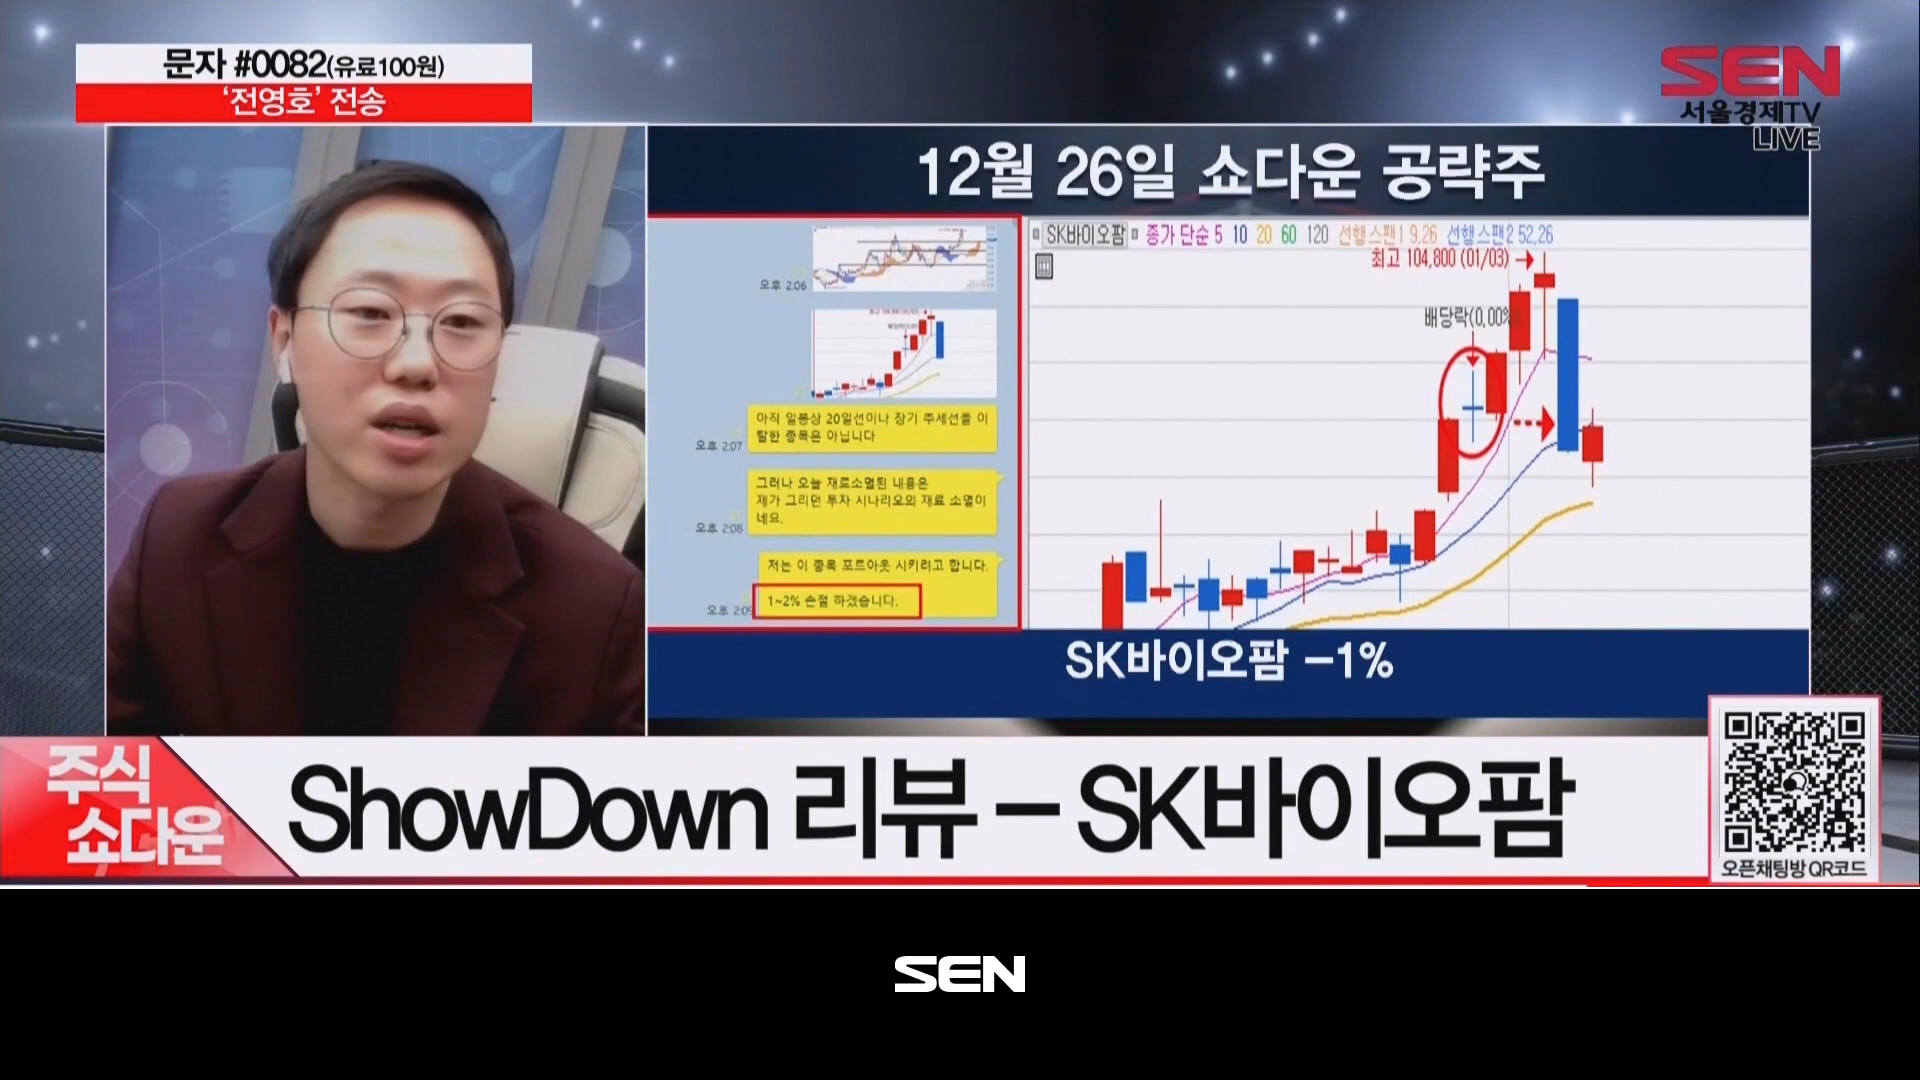 문자 #0082(유료100원)
‘전영호’ 전송
SEN
서울경제TV
LIVE
12월 26일 쇼다운 공략주
오후 2:06
아직 일봉상 20일선이나 장기 추세선을 이
탈한 종목은 아닙니다
오후 2:07
그러나 오늘 재료소멸된 내용은
제가 그리던 투자 시나리오의 재료 소멸이
네요.
오후 2:08
저는 이 종목 포트아웃 시키려고 합니다.
1~2% 손절 하겠습니다.
오후 2:09
SK바이오팜 종가 단순 5 10 20 60 120 선행스팬1 9,26 선행스팬2 52,26
최고 104,800 (01/03)
배당락(0,00%
SK바이오팜 –1%
주식
쇼다운
ShowDown 리뷰 – SK바이오팜
오픈채팅방 QR코드
SEN